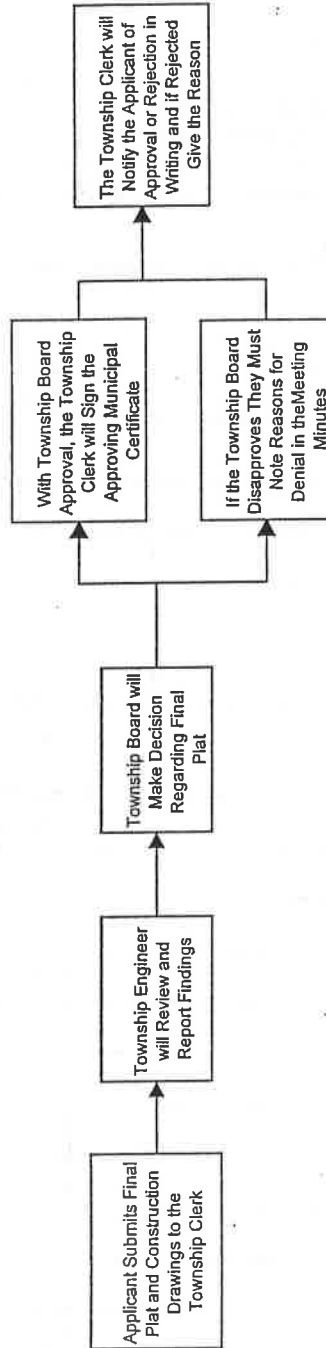 Applicant Submits Final
Plat and Construction
Drawings to the
Township Clerk
Township Engineer
will Review and
Report Findings
Township Board will
Make Decision
Regarding Final
Plat
With Township Board
Approval, the Township
Clerk will Sign the
Approving Municipal
Certificate
If the Township Board
Disapproves They Must
Note Reasons for
Denial in theMeeting
Minutes
The Township Clerk will
Notify the Applicant of
Approval or Rejection in
Writing and if Rejected
Give the Reason